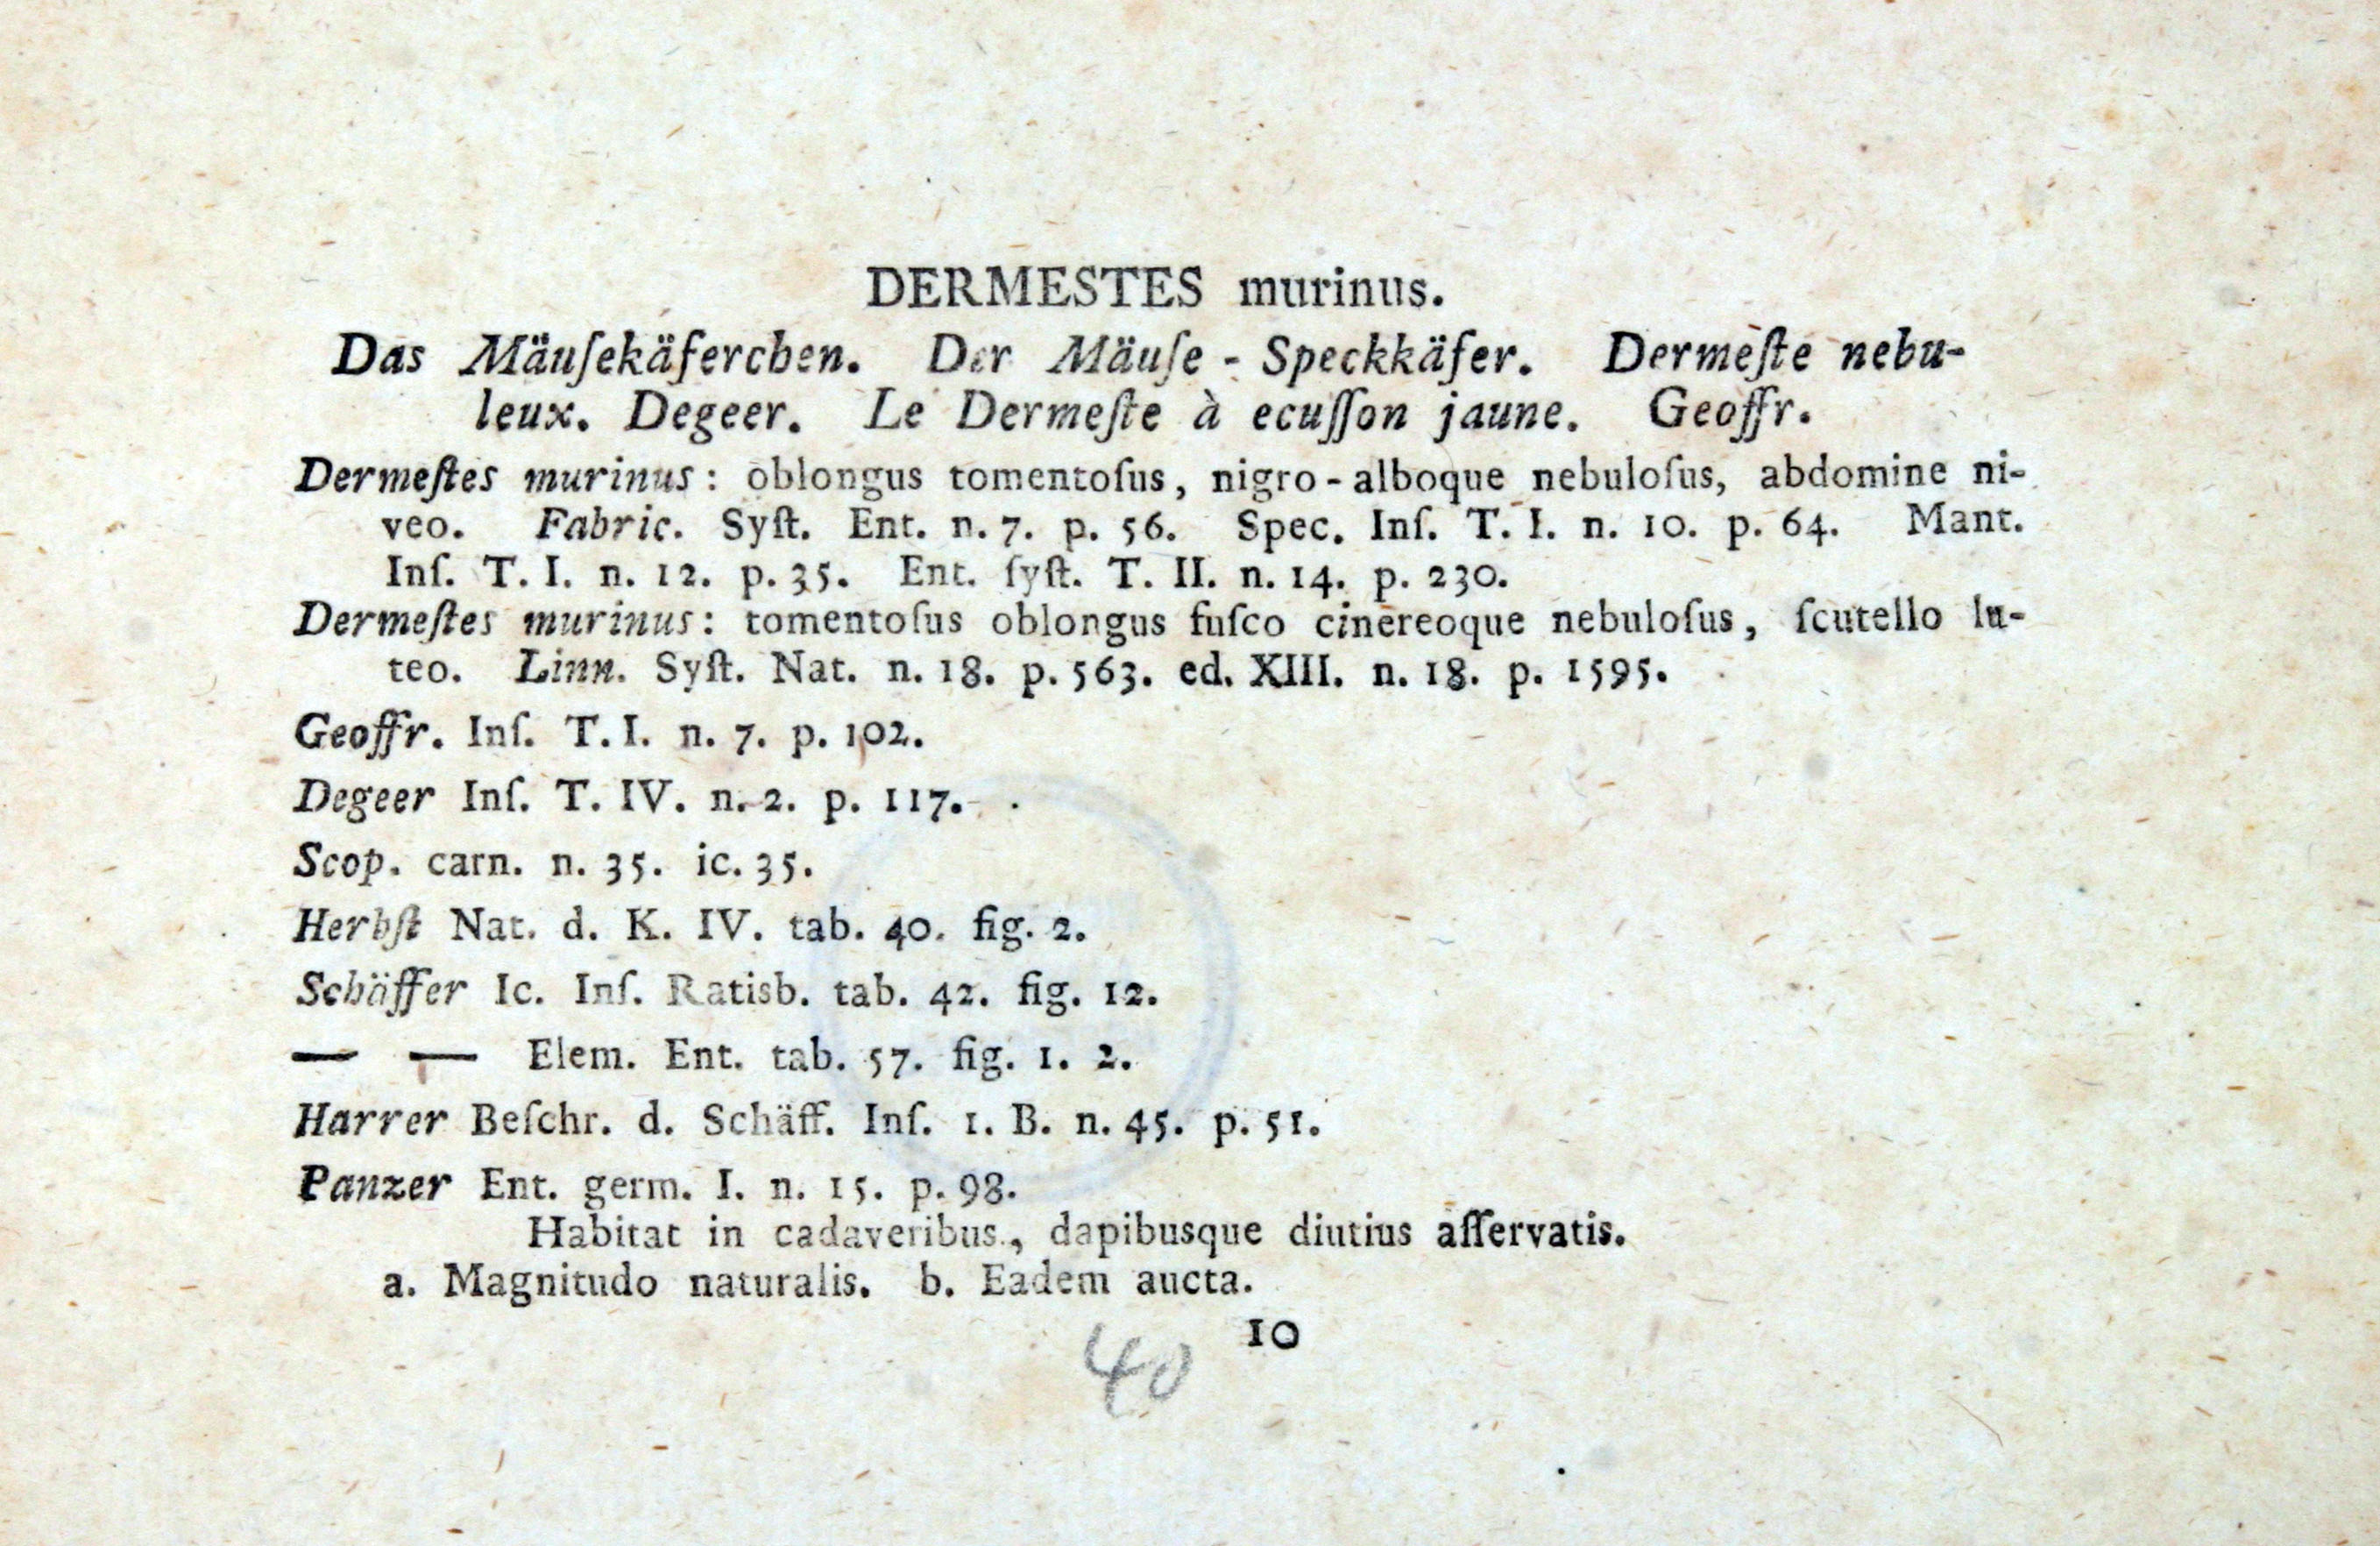 DERMESTES murinus.
Das Mäuſekäferchen. Der Mäuſe - Speckkäfer. Dermeſte nebu-
leux. Degeer. Le Dermeſte à ecuſſon jaune. Geoffr.
Dermeſtes murinus: oblongus tomentoſus, nigro-alboque nebuloſus, abdomine ni-
veo. Fabric. Syſt. Ent. n. 7. p. 56. Spec. Inſ. T. I. n. 10. p. 64. Mant.
Inſ. T. I. n. 12. p. 35. Ent. ſyſt. T. II. n. 14. p. 230.
Dermeſtes murinus: tomentoſus oblongus fuſco cinereoque nebuloſus, ſcutello lu-
teo. Linn. Syſt. Nat. n. 18. p. 563. ed. XIII. n. 18. p. 1595.
Geoffr. Inſ. T. I. n. 7. p. 102.
Degeer Inſ. T. IV. n. 2. p. 117.
Scop. carn. n. 35. ic. 35.
Herbſt Nat. d. K. IV. tab. 40. fig. 2.
Schäffer Ic. Inſ. Ratisb. tab. 42. fig. 12.
— — Elem. Ent. tab. 57. fig. 1. 2.
Harrer Beſchr. d. Schäff. Inſ. 1. B. n. 45. p. 51.
Panzer Ent. germ. I. n. 15. p. 98.
Habitat in cadaveribus, dapibusque diutius aſſervatis.
a. Magnitudo naturalis. b. Eadem aucta.
10
40